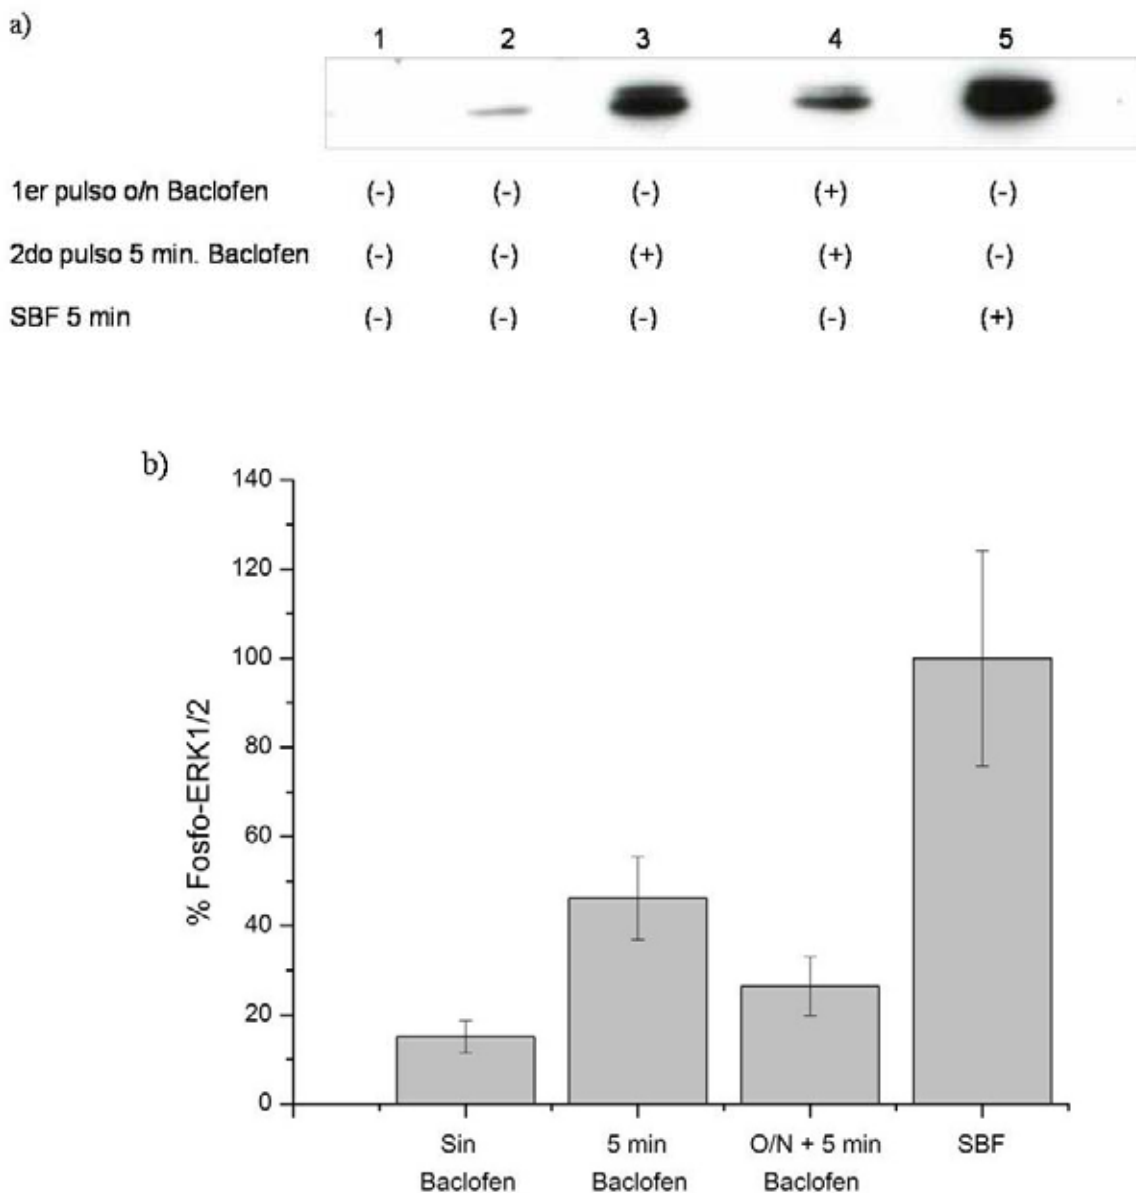 a)
1 2 3 4 5
1er pulso o/n Baclofen (-) (-) (-) (+) (-)
2do pulso 5 min. Baclofen (-) (-) (+) (+) (-)
SBF 5 min (-) (-) (-) (-) (+)
b)
% Fosfo-ERK1/2
140
120
100
80
60
40
20
0
Sin 5 min O/N + 5 min SBF
Baclofen Baclofen Baclofen